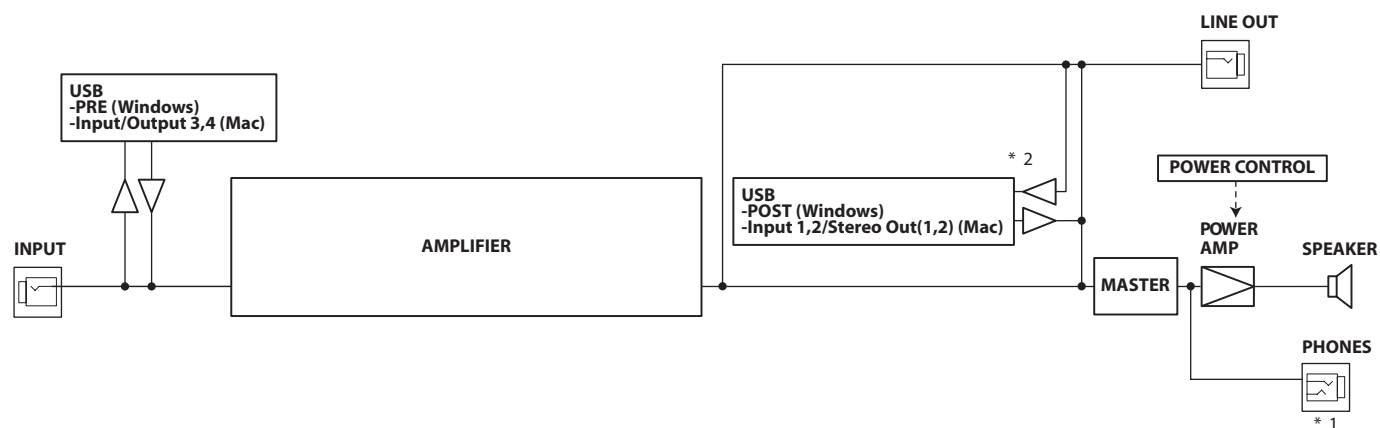 LINE OUT
USB
-PRE (Windows)
-Input/Output 3,4 (Mac)
* 2
POWER CONTROL
USB
-POST (Windows)
-Input 1,2/Stereo Out(1,2) (Mac)
INPUT
AMPLIFIER
POWER
AMP
SPEAKER
MASTER
PHONES
* 1